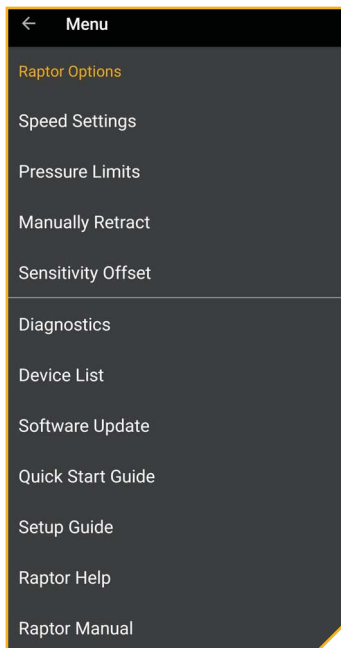 Menu
Raptor Options
Speed Settings
Pressure Limits
Manually Retract
Sensitivity Offset
Diagnostics
Device List
Software Update
Quick Start Guide
Setup Guide
Raptor Help
Raptor Manual